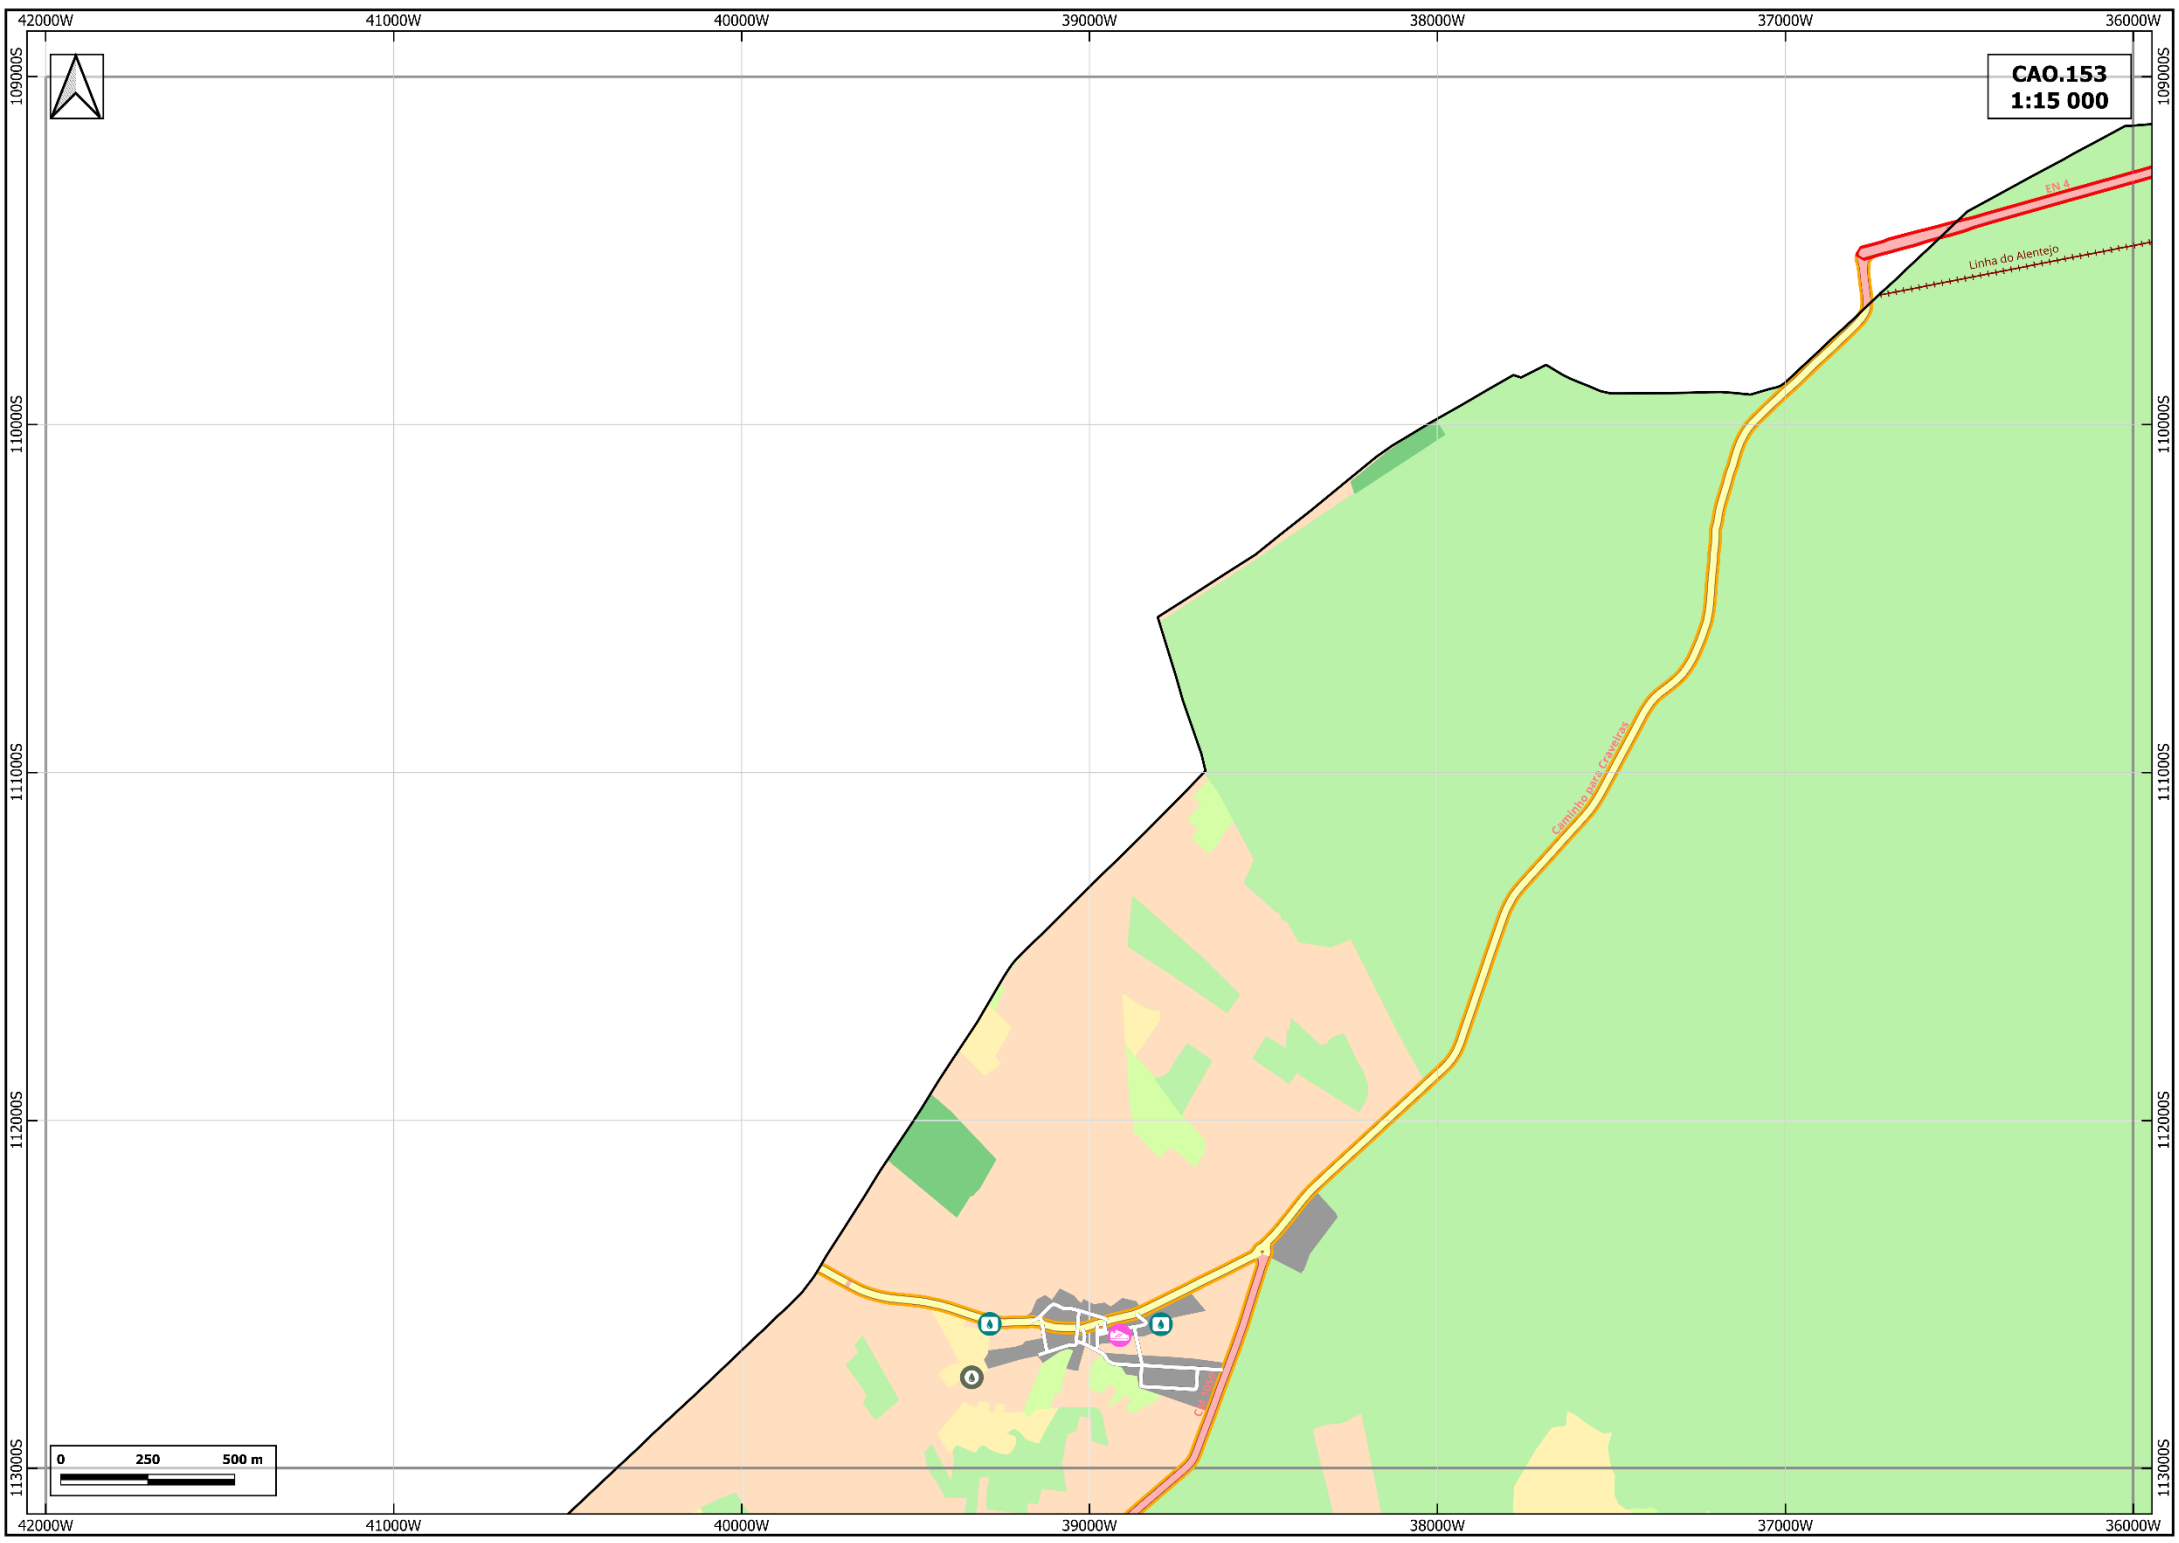 42000W 41000W 40000W 39000W 38000W 37000W 36000W
109000S 109000S
CAO.153
1:15 000
EN 4
Linha do Alentejo
110000S 110000S
Caminho para Craveiras
111000S 111000S
112000S 112000S
113000S 113000S
0 250 500 m
42000W 41000W 40000W 39000W 38000W 37000W 36000W